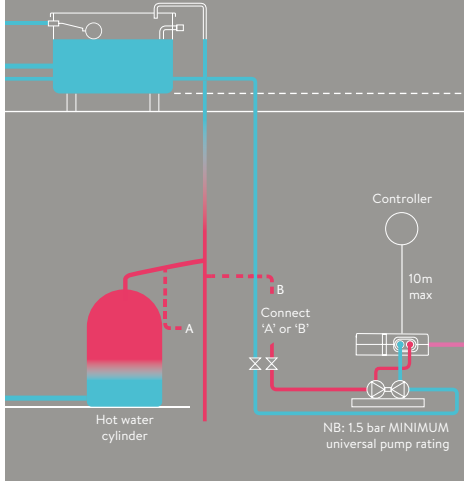 Controller
10m
max
B
Connect
‘A’ or ‘B’
A
Hot water
cylinder
NB: 1.5 bar MINIMUM
universal pump rating